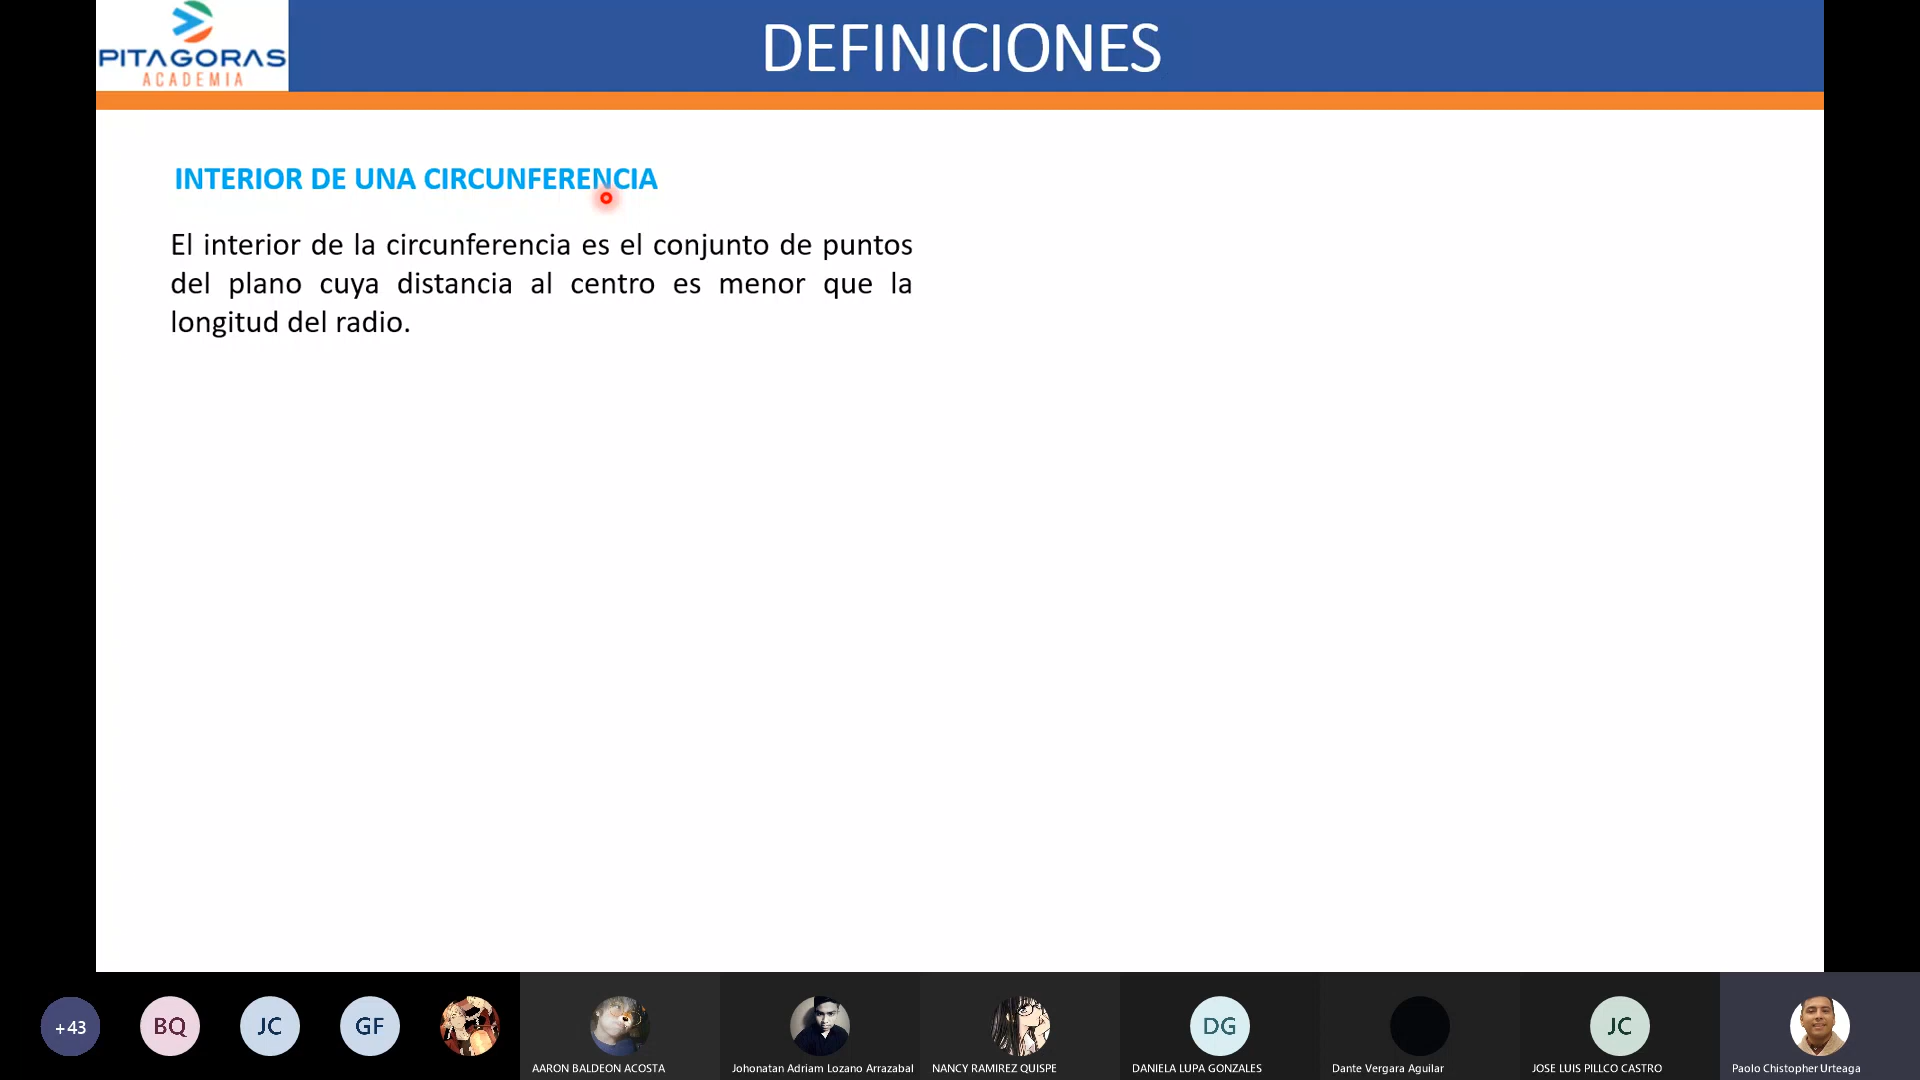 PITAGORAS
ACADEMIA
DEFINICIONES
INTERIOR DE UNA CIRCUNFERENCIA
El interior de la circunferencia es el conjunto de puntos
del plano cuya distancia al centro es menor que la
longitud del radio.
+43
BQ
JC
GF
DG
JC
AARON BALDEON ACOSTA
Johonatan Adriam Lozano Arrazabal
NANCY RAMIREZ QUISPE
DANIELA LUPA GONZALES
Dante Vergara Aguilar
JOSE LUIS PILLCO CASTRO
Paolo Chistopher Urteaga